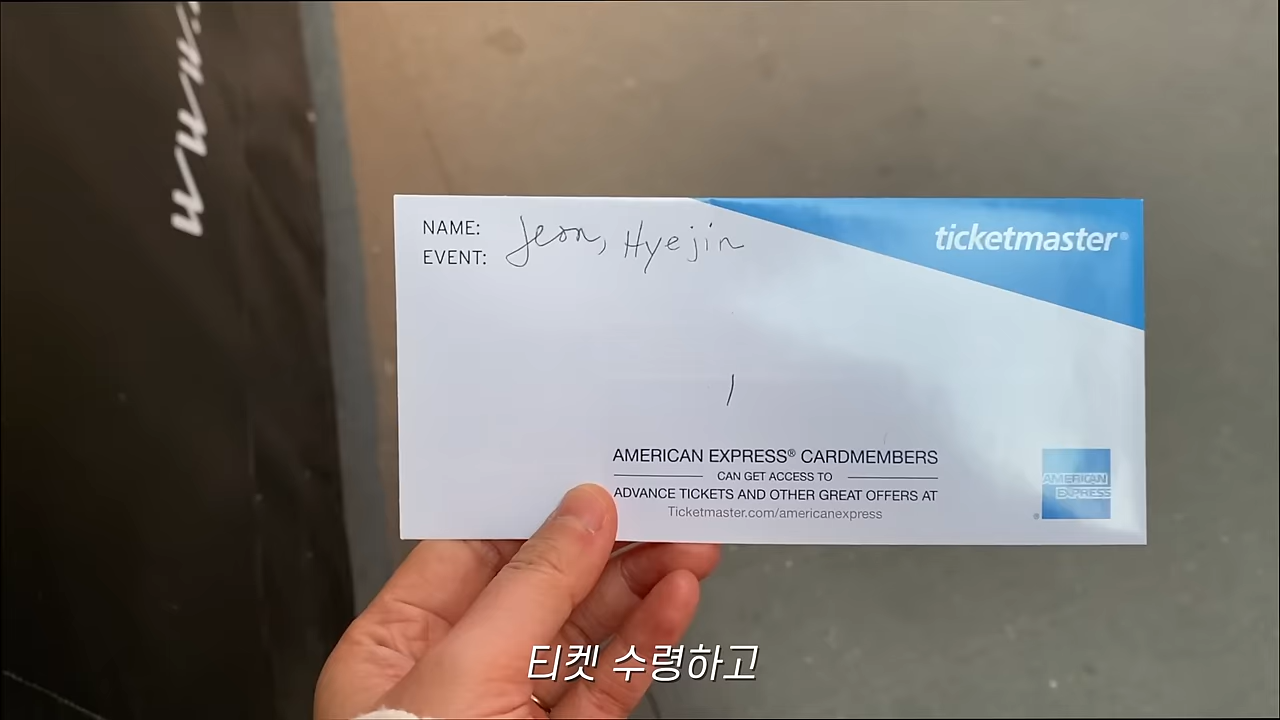 www.
NAME: Jeon, Hyejin
EVENT:
ticketmaster®
1
AMERICAN EXPRESS® CARDMEMBERS
CAN GET ACCESS TO
ADVANCE TICKETS AND OTHER GREAT OFFERS AT
Ticketmaster.com/americanexpress
AMERICAN
EXPRESS
®
티켓 수령하고